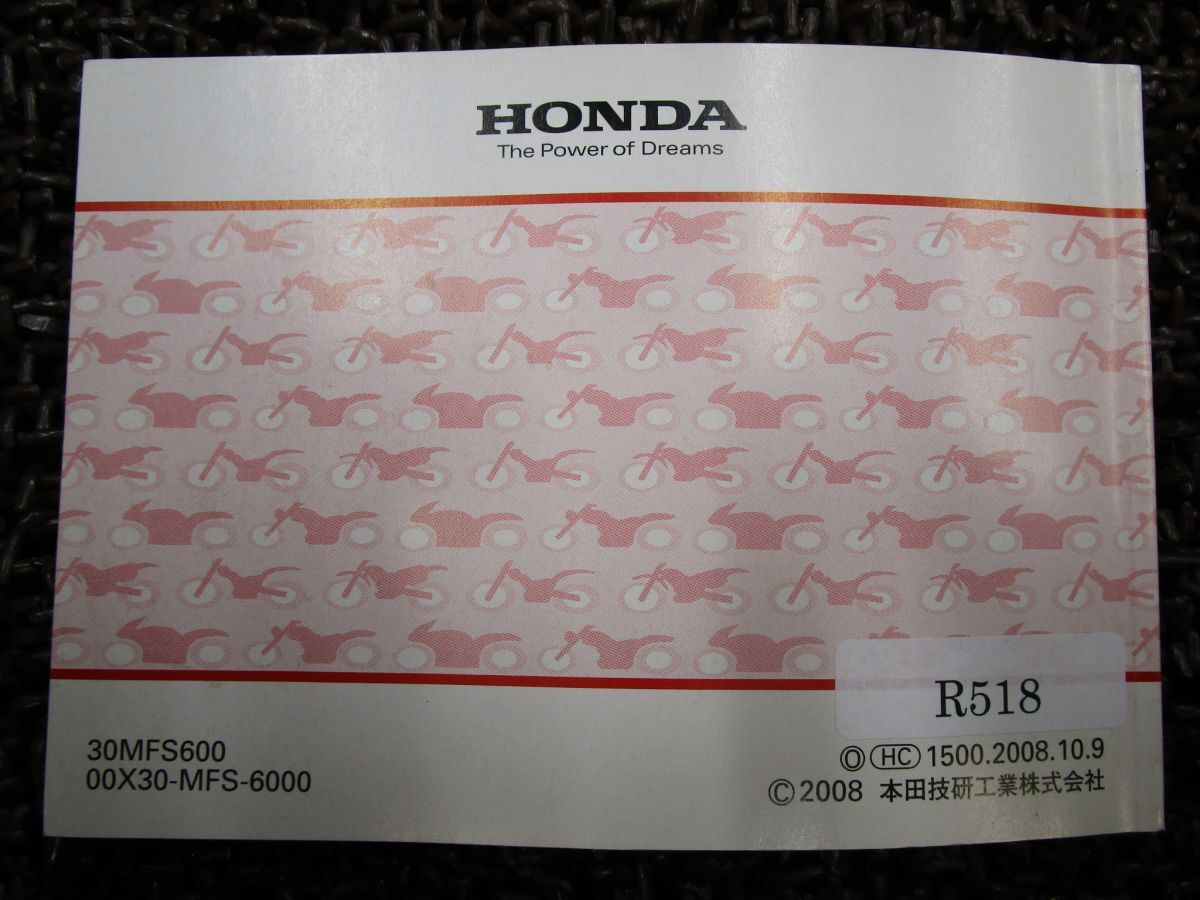 HONDA
The Power of Dreams
R518
30MFS600
00X30-MFS-6000
Ⓞ HC 1500.2008.10.9
© 2008 本田技研工業株式会社